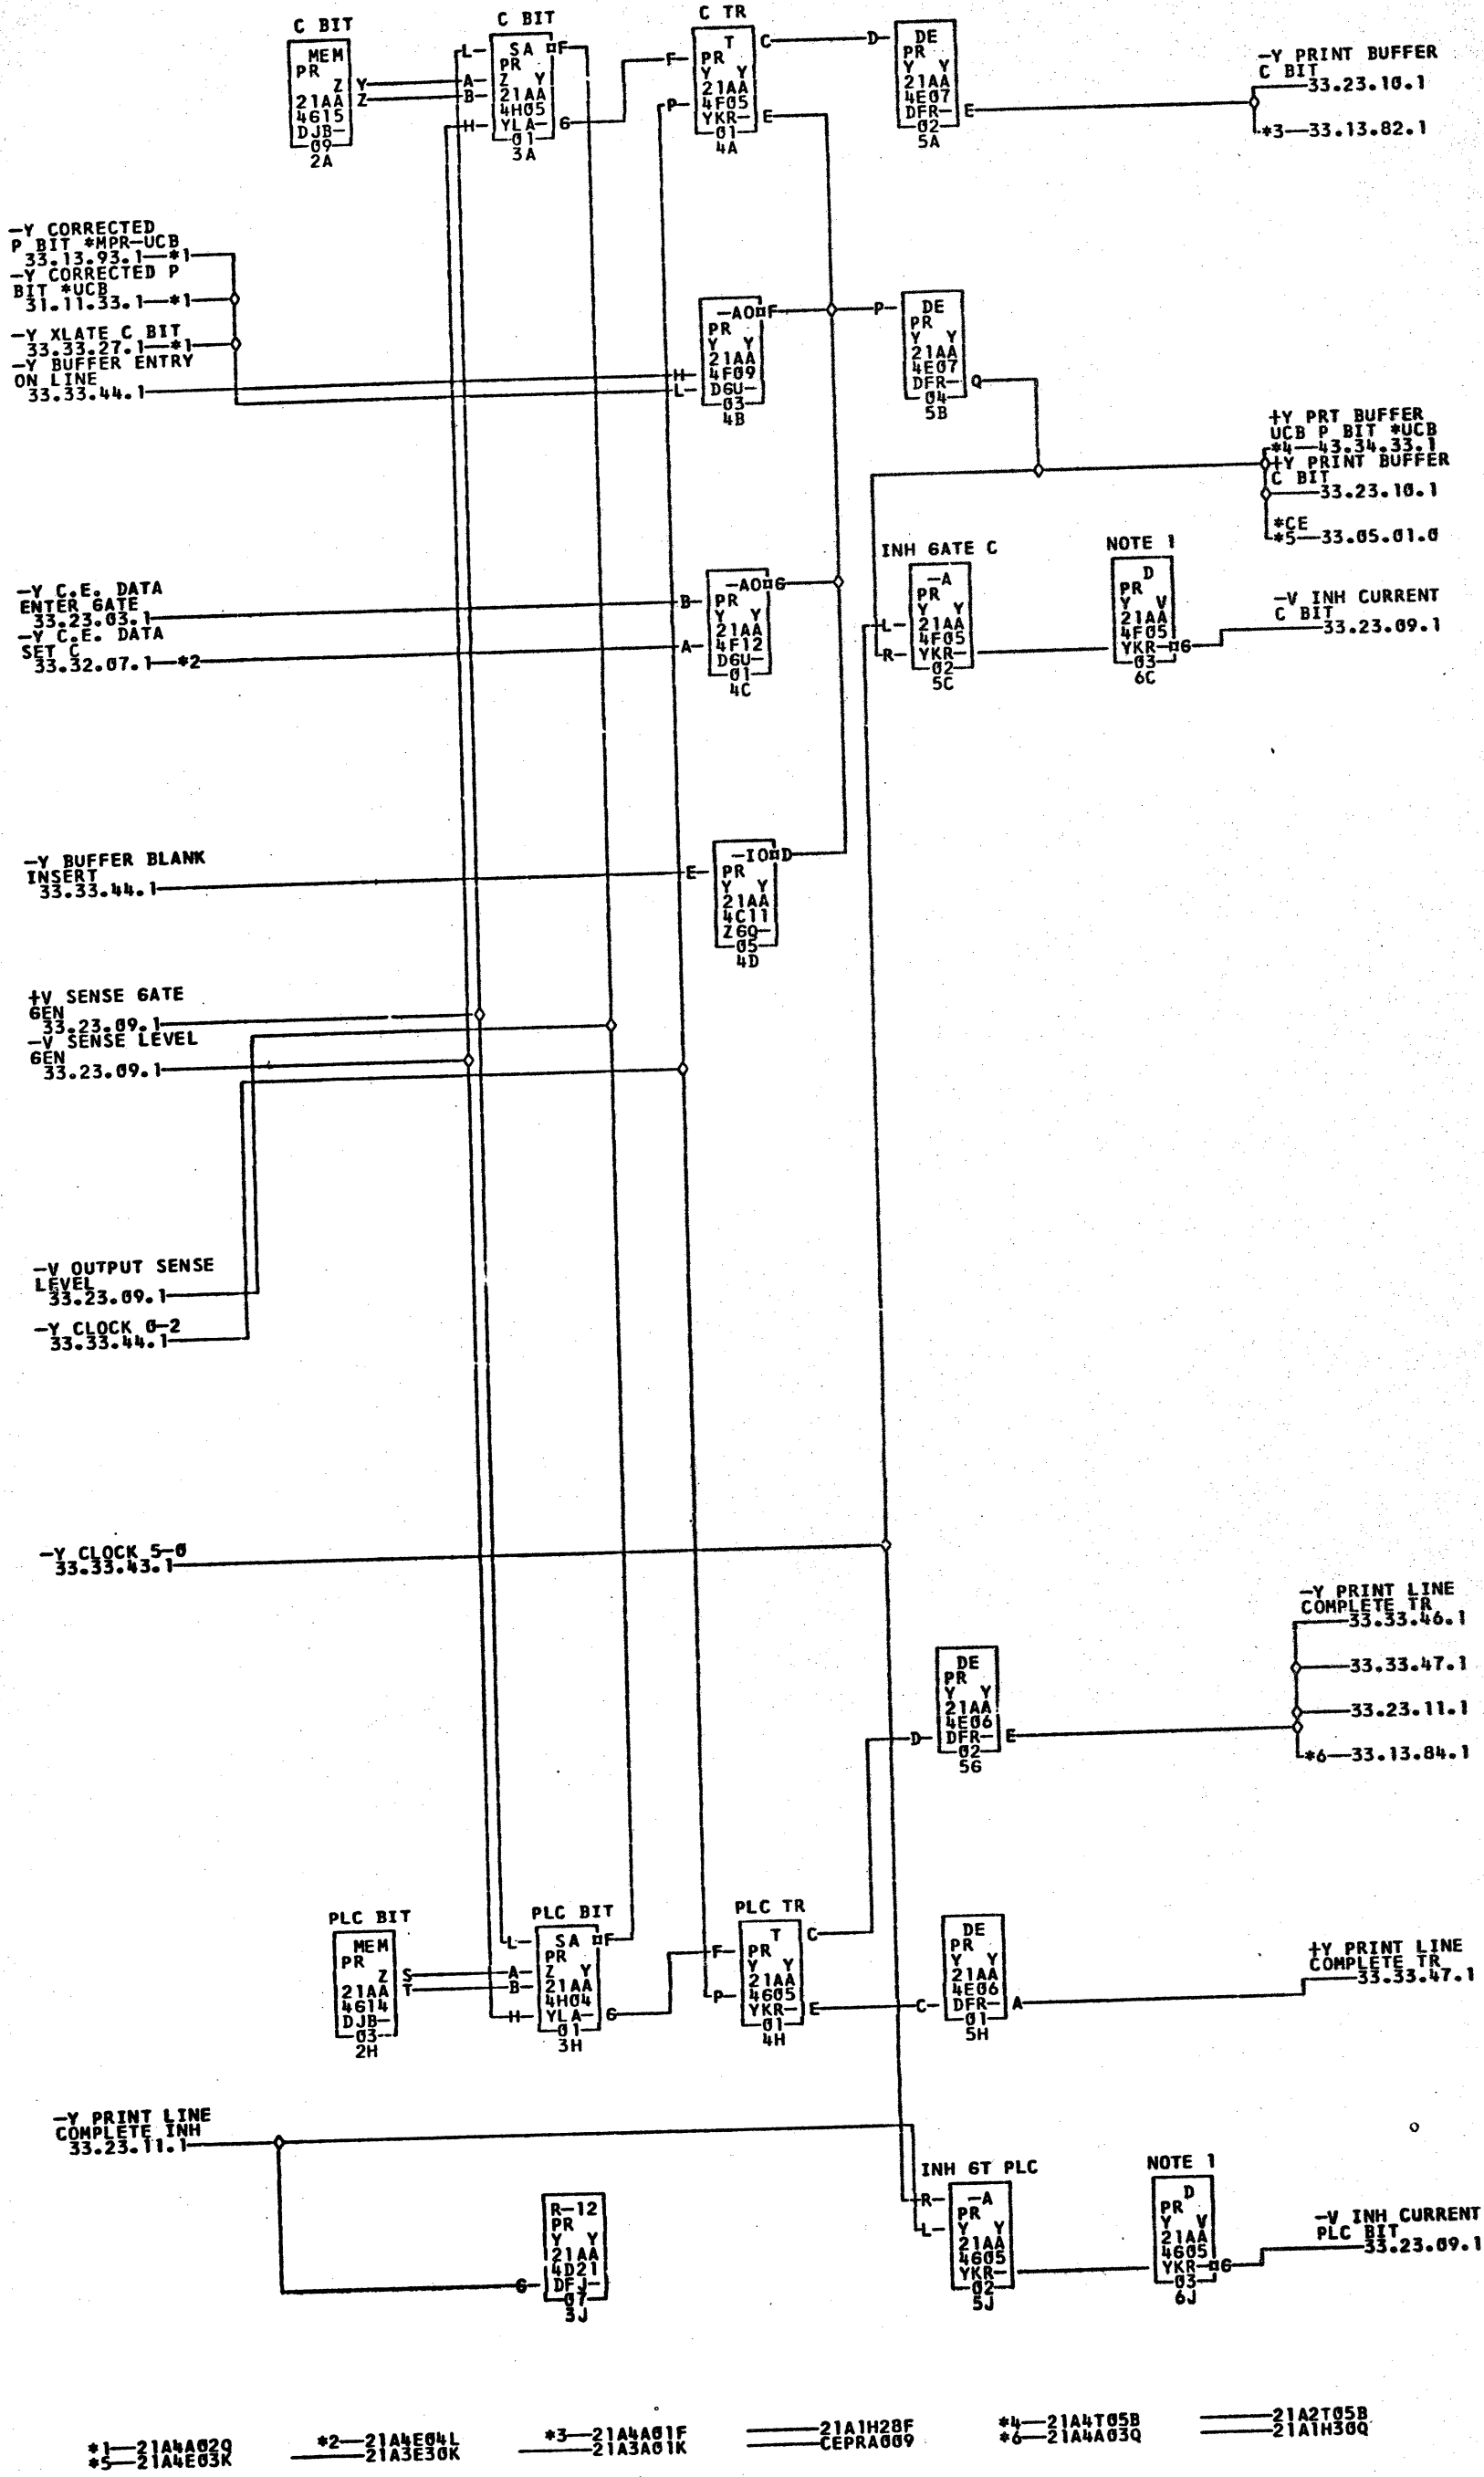 C BIT
MEM
PR
Z Y
21AA Z
4G15
DJB-
09
2A
C BIT
L- SA F
PR
A- Z Y
B- 21AA
4H05
H- YLA- G
01
3A
C TR
T C
F- PR
Y Y
21AA
P- 4F05
YKR- E
01
4A
D- DE
PR
Y Y
21AA
4E07
DFR- E
02
5A
-Y PRINT BUFFER
C BIT
33.23.10.1
*3-33.13.82.1
-Y CORRECTED
P BIT *MPR-UCB
33.13.93.1-*1
-Y CORRECTED P
BIT *UCB
31.11.33.1-*1
-Y XLATE C BIT
33.33.27.1-*1
-Y BUFFER ENTRY
ON LINE
33.33.44.1
-AO F
PR
Y Y
21AA
H- 4F09
L- DGU-
03
4B
P- DE
PR
Y Y
21AA
4E07
DFR- Q
04
5B
+Y PRT BUFFER
UCB P BIT *UCB
*4-43.34.33.1
+Y PRINT BUFFER
C BIT
33.23.10.1
*CE
*5-33.05.01.0
-Y C.E. DATA
ENTER GATE
33.23.03.1
-Y C.E. DATA
SET C
33.32.07.1-*2
-AO G
B- PR
Y Y
21AA
A- 4F12
DGU-
01
4C
INH GATE C
-A
PR
Y Y
L- 21AA
4F05
R- YKR-
02
5C
NOTE 1
D
PR
Y V
21AA
4F05
YKR- G
03
6C
-V INH CURRENT
C BIT
33.23.09.1
-Y BUFFER BLANK
INSERT
33.33.44.1
-IO D
E- PR
Y Y
21AA
4C11
ZGQ-
05
4D
+V SENSE GATE
GEN
33.23.09.1
-V SENSE LEVEL
GEN
33.23.09.1
-V OUTPUT SENSE
LEVEL
33.23.09.1
-Y CLOCK 0-2
33.33.44.1
-Y CLOCK 5-0
33.33.43.1
DE
PR
Y Y
21AA
4E06
D- DFR- E
02
5G
-Y PRINT LINE
COMPLETE TR
33.33.46.1
33.33.47.1
33.23.11.1
*6-33.13.84.1
PLC BIT
MEM
PR
Z S
21AA T
4G14
DJB-
03
2H
PLC BIT
L- SA F
PR
A- Z Y
B- 21AA
4H04
H- YLA- G
01
3H
PLC TR
T C
F- PR
Y Y
21AA
P- 4G05
YKR- E
01
4H
DE
PR
Y Y
21AA
4E06
C- DFR- A
01
5H
+Y PRINT LINE
COMPLETE TR
33.33.47.1
-Y PRINT LINE
COMPLETE INH
33.23.11.1
R-12
PR
Y Y
21AA
4D21
G- DFJ-
07
3J
INH GT PLC
R- -A
PR
L- Y Y
21AA
4G05
YKR-
02
5J
NOTE 1
D
PR
Y V
21AA
4G05
YKR- G
03
6J
-V INH CURRENT
PLC BIT
33.23.09.1
*1-21A4A02Q *2-21A4E04L *3-21A4A01F 21A1H28F *4-21A4T05B 21A2T05B
*5-21A4E03K 21A3E30K 21A3A01K CEPRA009 *6-21A4A03Q 21A1H30Q